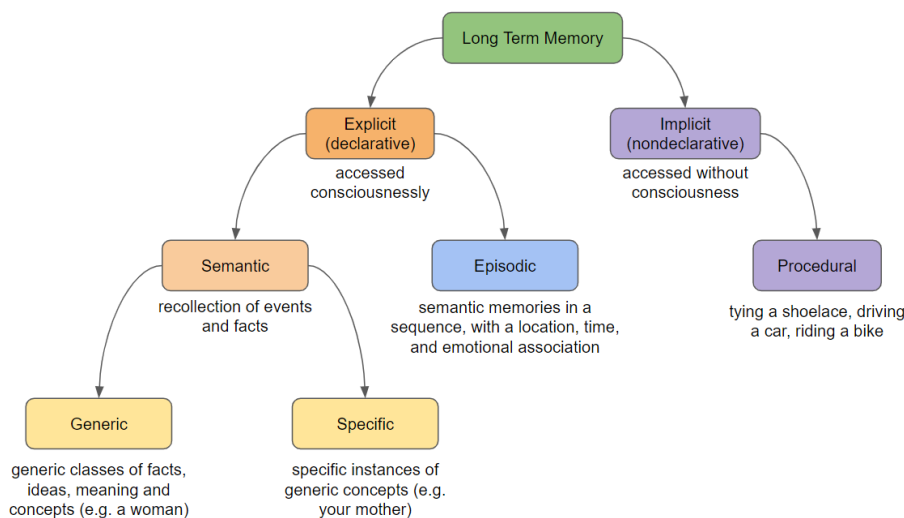 Long Term Memory
Explicit
(declarative)
accessed
consciousnessly
Implicit
(nondeclarative)
accessed without
consciousness
Semantic
recollection of events
and facts
Episodic
semantic memories in a
sequence, with a location, time,
and emotional association
Procedural
tying a shoelace, driving
a car, riding a bike
Generic
generic classes of facts,
ideas, meaning and
concepts (e.g. a woman)
Specific
specific instances of
generic concepts (e.g.
your mother)